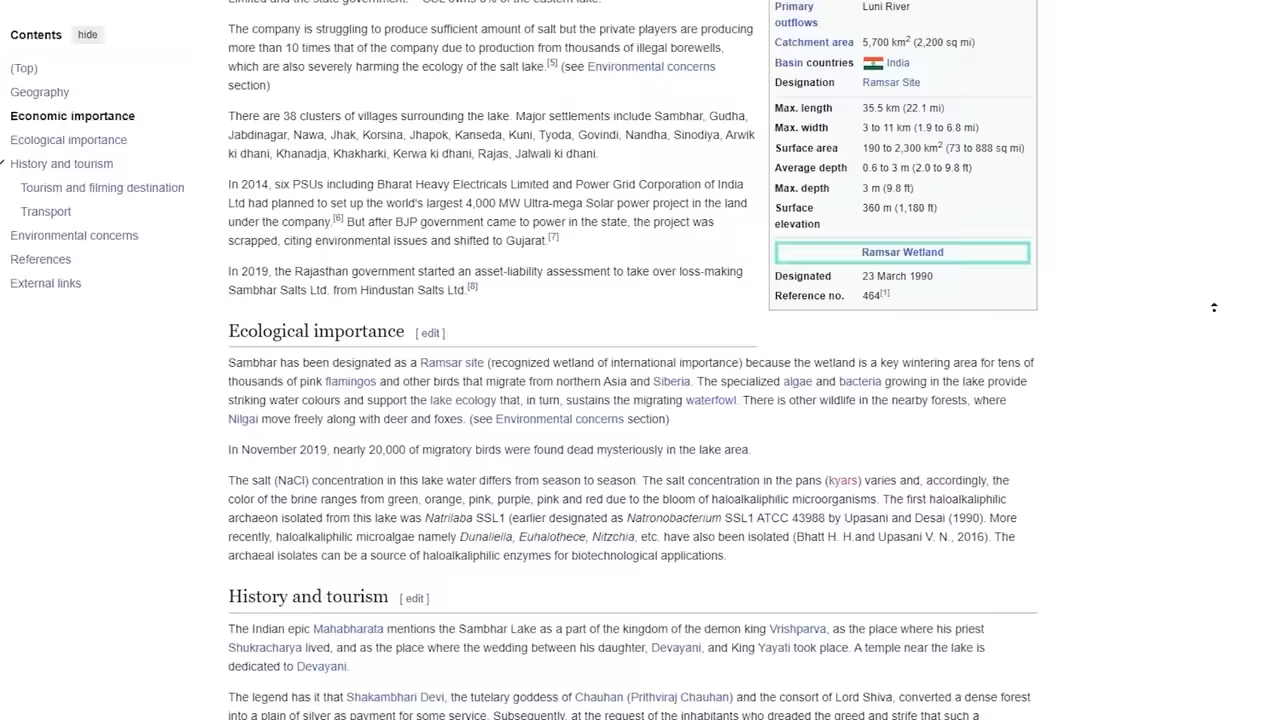 Contents hide
(Top)
Geography
Economic importance
Ecological importance
History and tourism
Tourism and filming destination
Transport
Environmental concerns
References
External links
The company is struggling to produce sufficient amount of salt but the private players are producing
more than 10 times that of the company due to production from thousands of illegal borewells,
which are also severely harming the ecology of the salt lake.[5] (see Environmental concerns
section)
There are 38 clusters of villages surrounding the lake. Major settlements include Sambhar, Gudha,
Jabdinagar, Nawa, Jhak, Korsina, Jhapok, Kanseda, Kuni, Tyoda, Govindi, Nandha, Sinodiya, Arwik
ki dhani, Khanadja, Khakharki, Kerwa ki dhani, Rajas, Jalwali ki dhani.
In 2014, six PSUs including Bharat Heavy Electricals Limited and Power Grid Corporation of India
Ltd had planned to set up the world's largest 4,000 MW Ultra-mega Solar power project in the land
under the company.[6] But after BJP government came to power in the state, the project was
scrapped, citing environmental issues and shifted to Gujarat.[7]
In 2019, the Rajasthan government started an asset-liability assessment to take over loss-making
Sambhar Salts Ltd. from Hindustan Salts Ltd.[8]
Primary Luni River
outflows
Catchment area 5,700 km2 (2,200 sq mi)
Basin countries India
Designation Ramsar Site
Max. length 35.5 km (22.1 mi)
Max. width 3 to 11 km (1.9 to 6.8 mi)
Surface area 190 to 2,300 km2 (73 to 888 sq mi)
Average depth 0.6 to 3 m (2.0 to 9.8 ft)
Max. depth 3 m (9.8 ft)
Surface 360 m (1,180 ft)
elevation
Ramsar Wetland
Designated 23 March 1990
Reference no. 464[1]
Ecological importance [ edit ]
Sambhar has been designated as a Ramsar site (recognized wetland of international importance) because the wetland is a key wintering area for tens of
thousands of pink flamingos and other birds that migrate from northern Asia and Siberia. The specialized algae and bacteria growing in the lake provide
striking water colours and support the lake ecology that, in turn, sustains the migrating waterfowl. There is other wildlife in the nearby forests, where
Nilgai move freely along with deer and foxes. (see Environmental concerns section)
In November 2019, nearly 20,000 of migratory birds were found dead mysteriously in the lake area.
The salt (NaCl) concentration in this lake water differs from season to season. The salt concentration in the pans (kyars) varies and, accordingly, the
color of the brine ranges from green, orange, pink, purple, pink and red due to the bloom of haloalkaliphilic microorganisms. The first haloalkaliphilic
archaeon isolated from this lake was Natrilaba SSL1 (earlier designated as Natronobacterium SSL1 ATCC 43988 by Upasani and Desai (1990). More
recently, haloalkaliphilic microalgae namely Dunaliella, Euhalothece, Nitzchia, etc. have also been isolated (Bhatt H. H.and Upasani V. N., 2016). The
archaeal isolates can be a source of haloalkaliphilic enzymes for biotechnological applications.
History and tourism [ edit ]
The Indian epic Mahabharata mentions the Sambhar Lake as a part of the kingdom of the demon king Vrishparva, as the place where his priest
Shukracharya lived, and as the place where the wedding between his daughter, Devayani, and King Yayati took place. A temple near the lake is
dedicated to Devayani.
The legend has it that Shakambhari Devi, the tutelary goddess of Chauhan (Prithviraj Chauhan) and the consort of Lord Shiva, converted a dense forest
into a plain of silver as payment for some service. Subsequently, at the request of the inhabitants who dreaded the greed and strife that such a